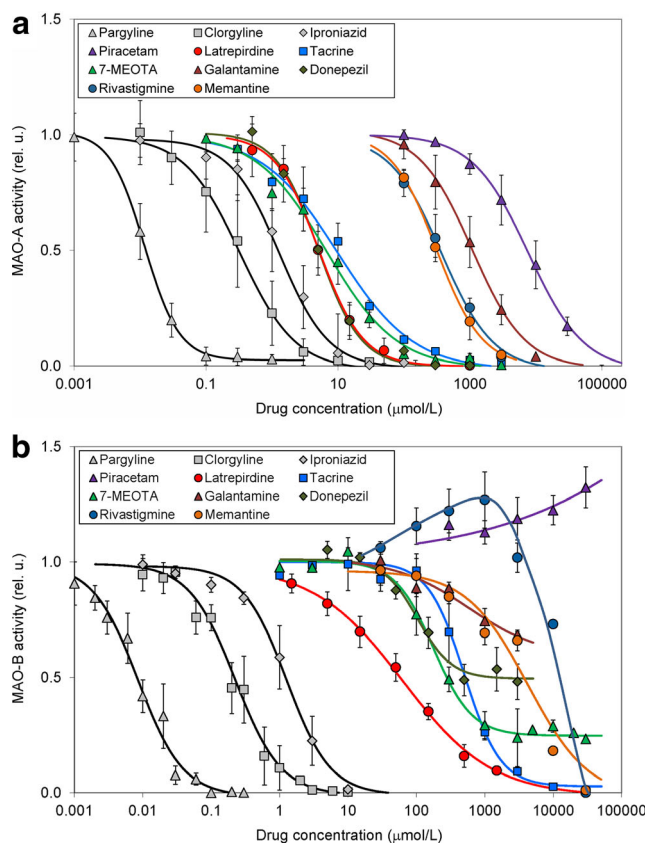 a
1.5
Pargyline Clorgyline Iproniazid
Piracetam Latrepirdine Tacrine
7-MEOTA Galantamine Donepezil
Rivastigmine Memantine
1.0
0.5
0.0
MAO-A activity (rel. u.)
0.001 0.1 10 1000 100000
Drug concentration (μmol/L)
b
1.5
Pargyline Clorgyline Iproniazid
Piracetam Latrepirdine Tacrine
7-MEOTA Galantamine Donepezil
Rivastigmine Memantine
1.0
0.5
0.0
MAO-B activity (rel. u.)
0.001 0.01 0.1 1 10 100 1000 10000 100000
Drug concentration (μmol/L)